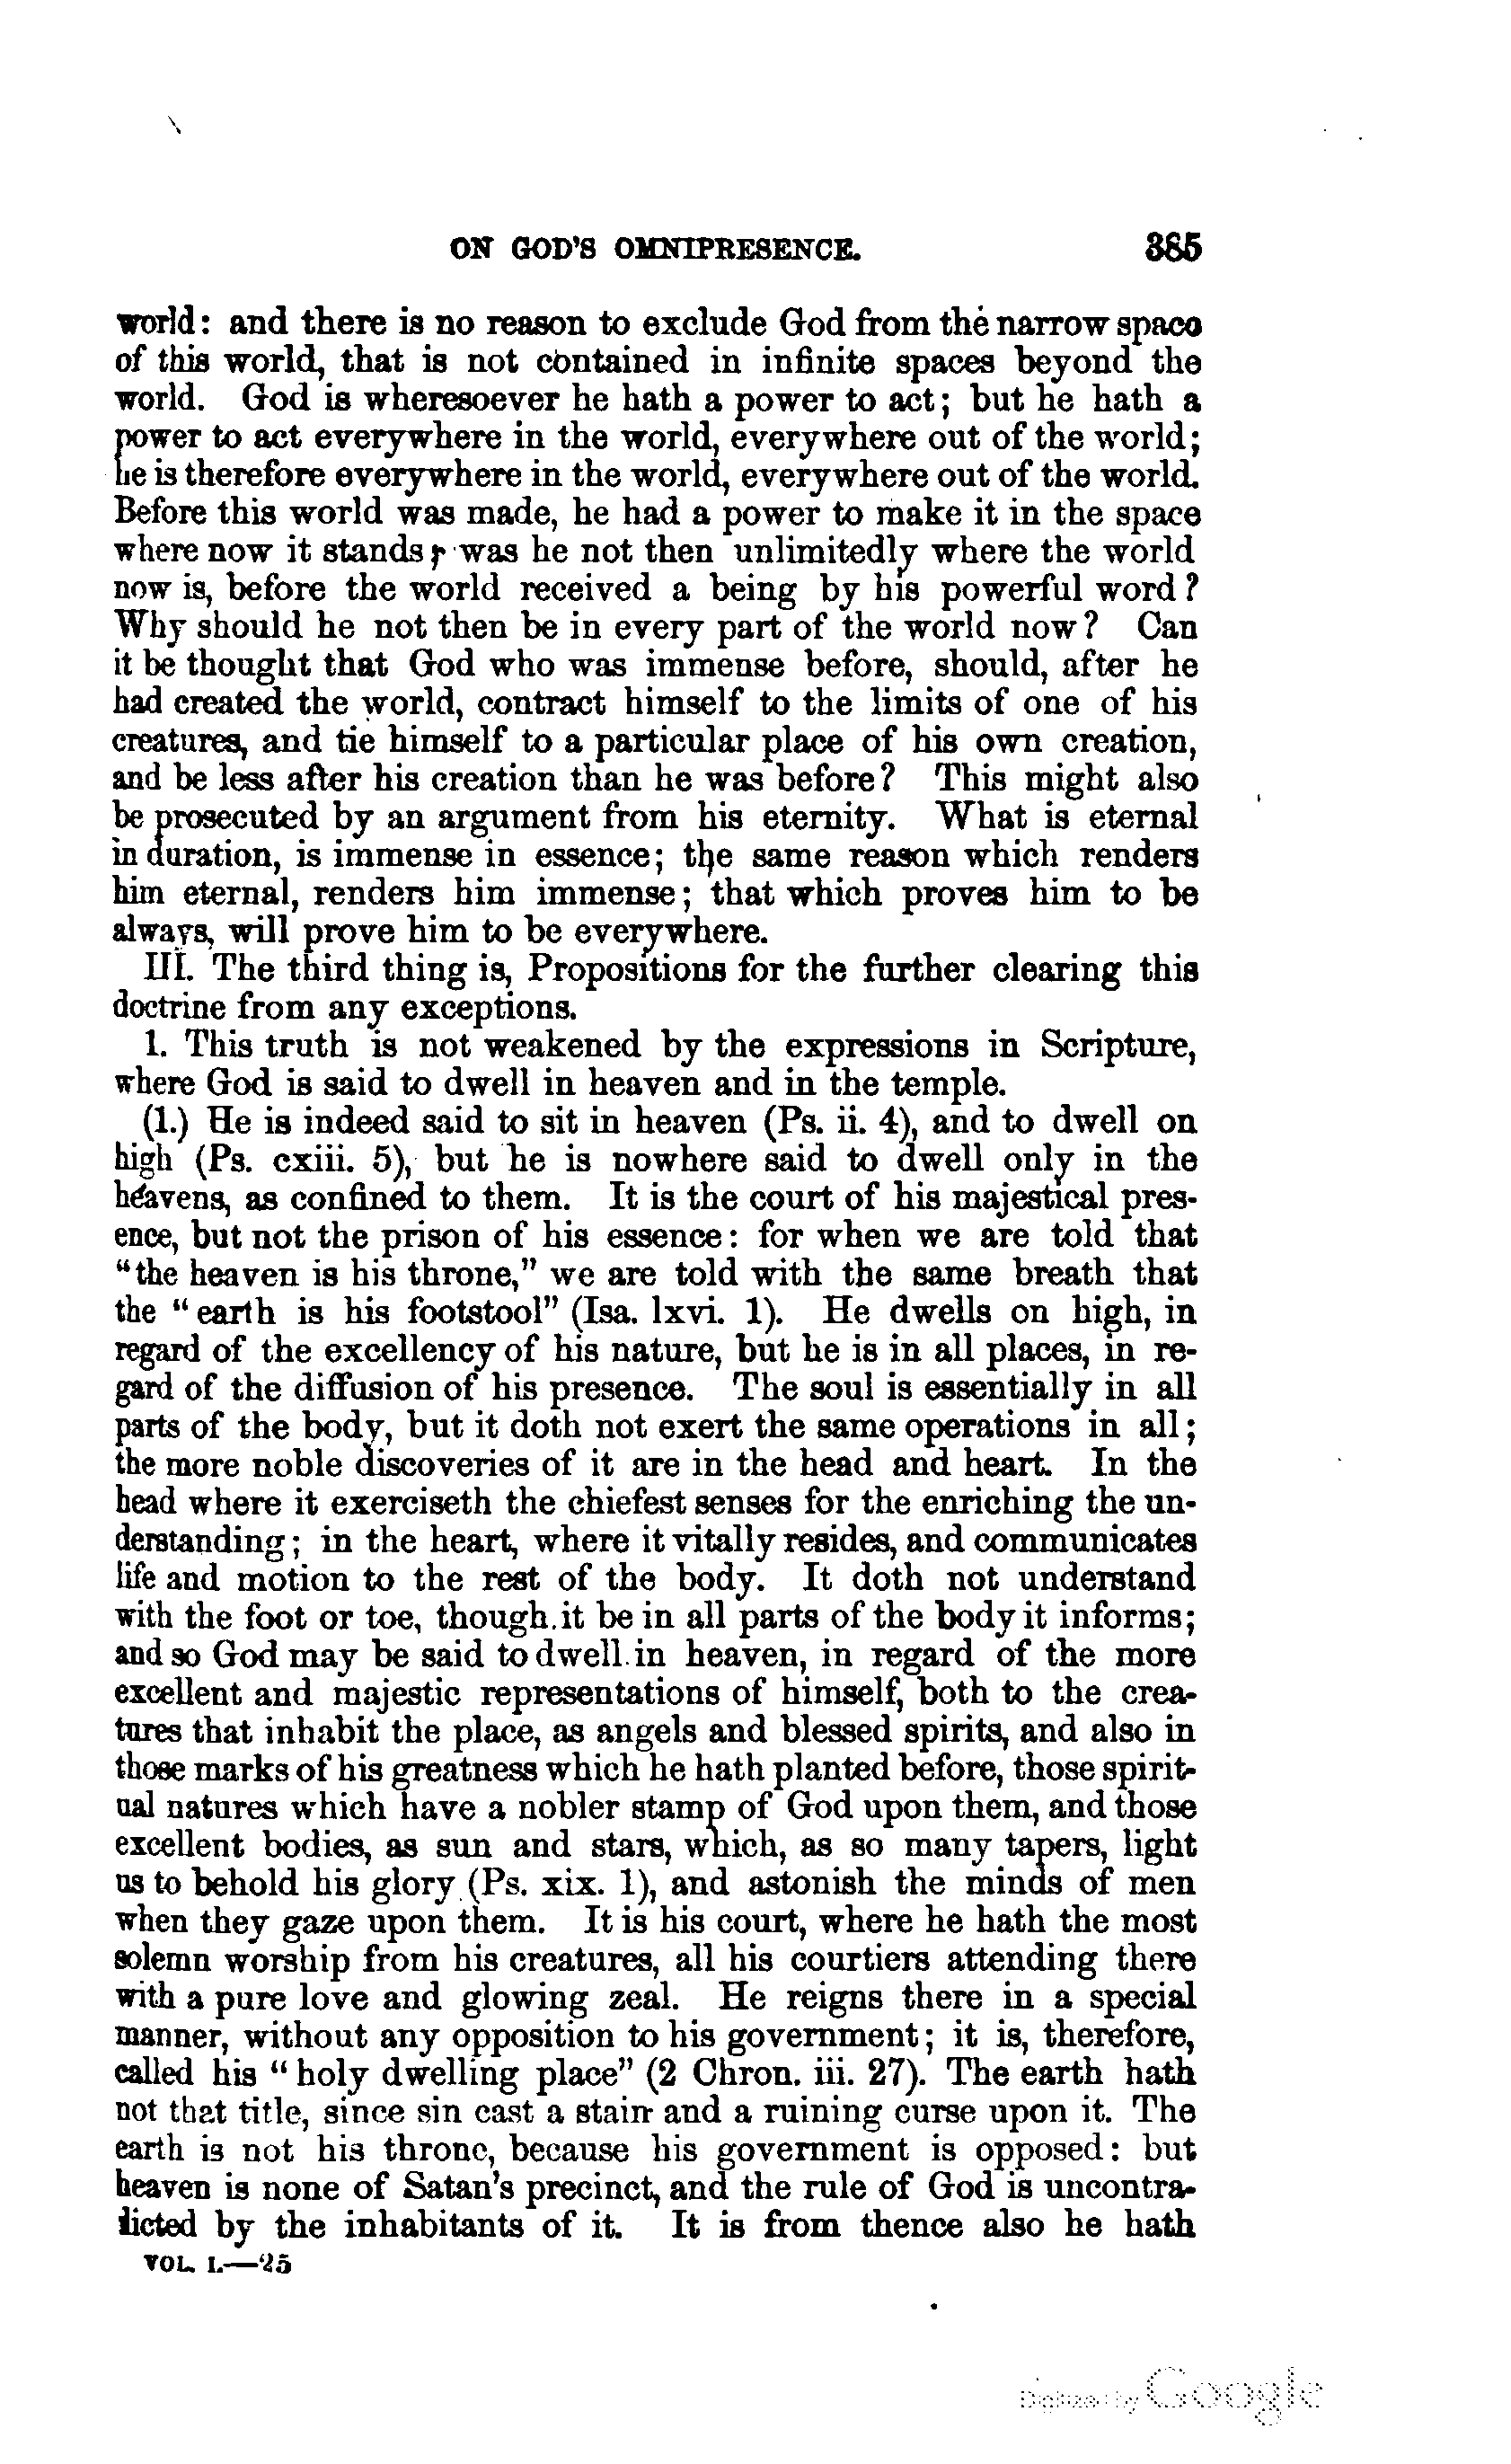 ON GOD'S OMNIPRESENCE. 385
world: and there is no reason to exclude God from the narrow space
of this world, that is not contained in infinite spaces beyond the
world. God is wheresoever he hath a power to act; but he hath a
power to act everywhere in the world, everywhere out of the world;
he is therefore everywhere in the world, everywhere out of the world.
Before this world was made, he had a power to make it in the space
where now it stands; was he not then unlimitedly where the world
now is, before the world received a being by his powerful word?
Why should he not then be in every part of the world now? Can
it be thought that God who was immense before, should, after he
had created the world, contract himself to the limits of one of his
creatures, and tie himself to a particular place of his own creation,
and be less after his creation than he was before? This might also
be prosecuted by an argument from his eternity. What is eternal
in duration, is immense in essence; the same reason which renders
him eternal, renders him immense; that which proves him to be
always, will prove him to be everywhere.
III. The third thing is, Propositions for the further clearing this
doctrine from any exceptions.
1. This truth is not weakened by the expressions in Scripture,
where God is said to dwell in heaven and in the temple.
(1.) He is indeed said to sit in heaven (Ps. ii. 4), and to dwell on
high (Ps. cxiii. 5), but he is nowhere said to dwell only in the
heavens, as confined to them. It is the court of his majestical pres-
ence, but not the prison of his essence: for when we are told that
"the heaven is his throne," we are told with the same breath that
the "earth is his footstool" (Isa. lxvi. 1). He dwells on high, in
regard of the excellency of his nature, but he is in all places, in re-
gard of the diffusion of his presence. The soul is essentially in all
parts of the body, but it doth not exert the same operations in all;
the more noble discoveries of it are in the head and heart. In the
head where it exerciseth the chiefest senses for the enriching the un-
derstanding; in the heart, where it vitally resides, and communicates
life and motion to the rest of the body. It doth not understand
with the foot or toe, though it be in all parts of the body it informs;
and so God may be said to dwell in heaven, in regard of the more
excellent and majestic representations of himself, both to the crea-
tures that inhabit the place, as angels and blessed spirits, and also in
those marks of his greatness which he hath planted before, those spirit-
ual natures which have a nobler stamp of God upon them, and those
excellent bodies, as sun and stars, which, as so many tapers, light
us to behold his glory (Ps. xix. 1), and astonish the minds of men
when they gaze upon them. It is his court, where he hath the most
solemn worship from his creatures, all his courtiers attending there
with a pure love and glowing zeal. He reigns there in a special
manner, without any opposition to his government; it is, therefore,
called his "holy dwelling place" (2 Chron. iii. 27). The earth hath
not that title, since sin cast a stain and a ruining curse upon it. The
earth is not his throne, because his government is opposed: but
heaven is none of Satan's precinct, and the rule of God is uncontra-
dicted by the inhabitants of it. It is from thence also he hath
VOL. I.—25
Digitized by Google